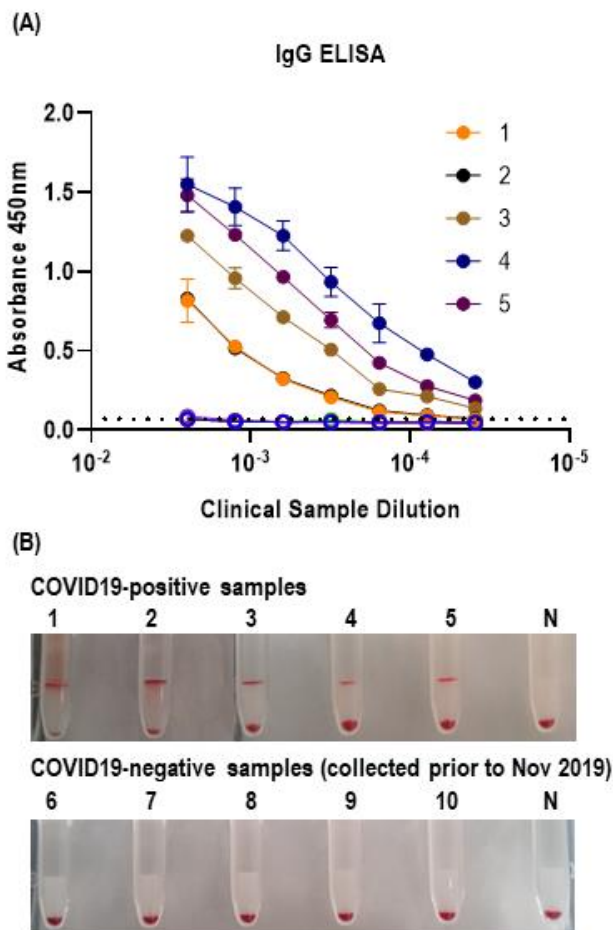 (A)
IgG ELISA
Absorbance 450nm
2.0
1.5
1.0
0.5
0.0
10-2 10-3 10-4 10-5
Clinical Sample Dilution
1
2
3
4
5
(B)
COVID19-positive samples
1 2 3 4 5 N
COVID19-negative samples (collected prior to Nov 2019)
6 7 8 9 10 N